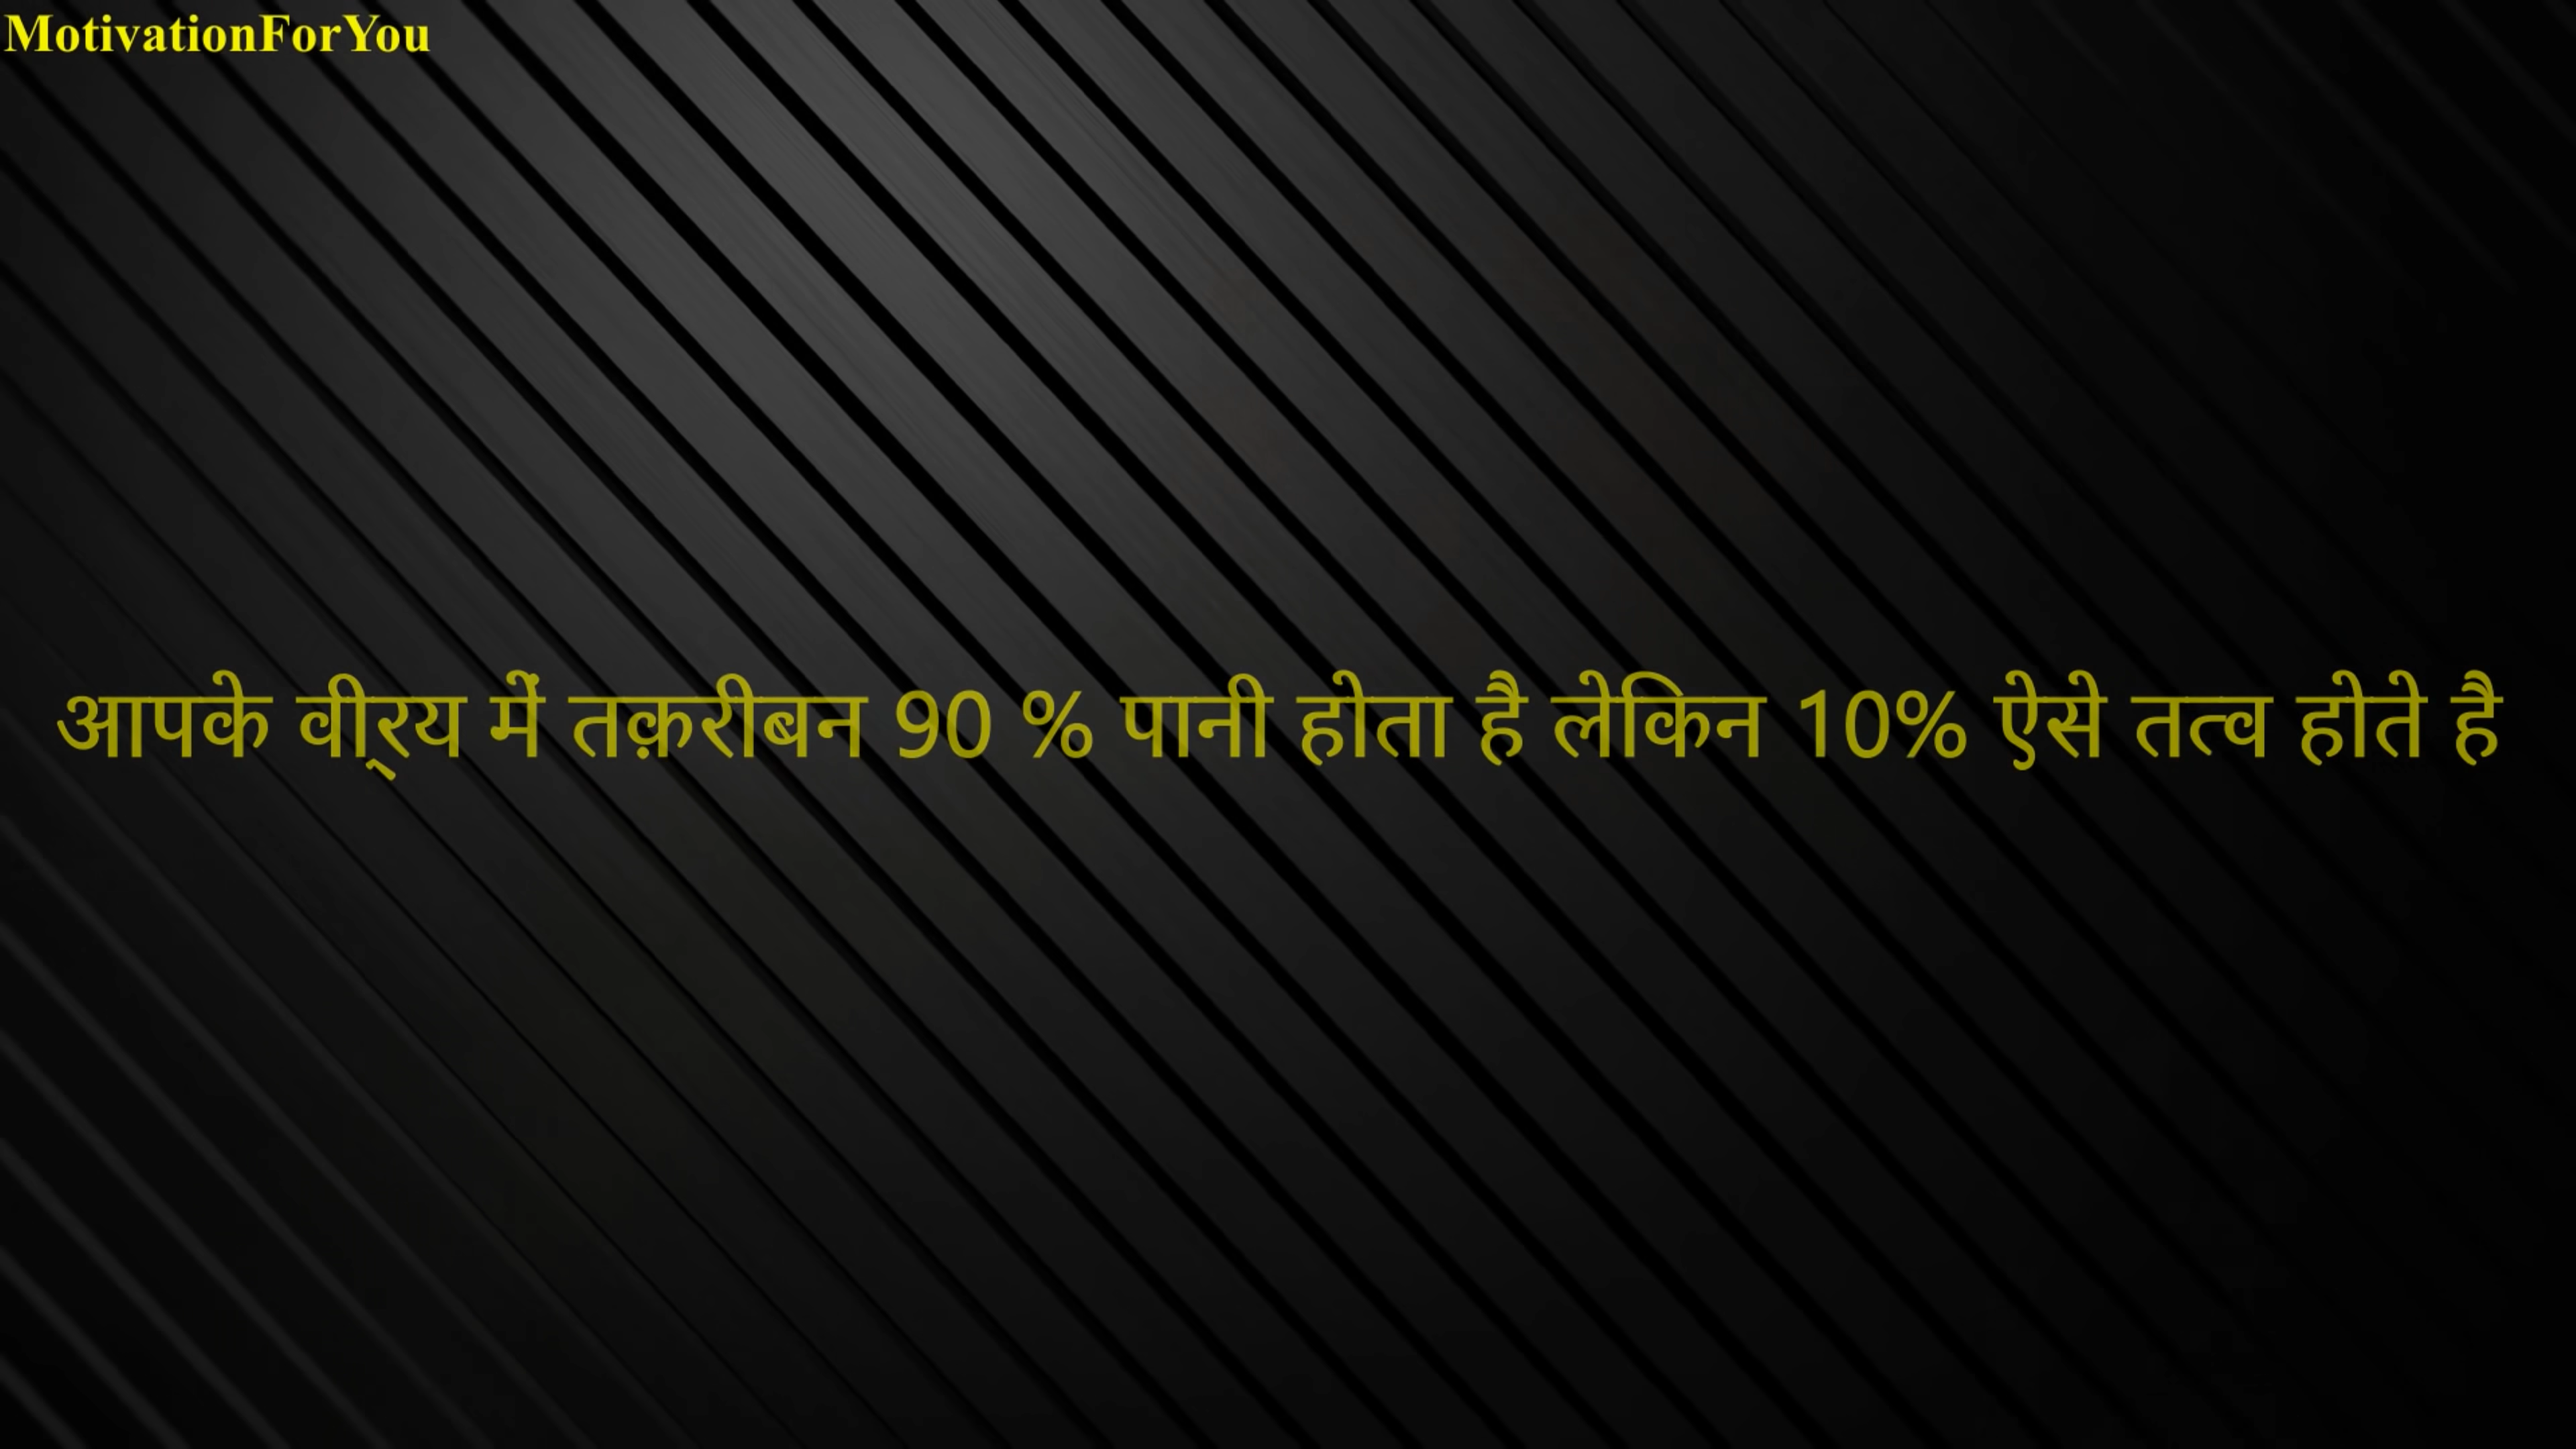 MotivationForYou
आपके वी्रय में तक़रीबन 90 % पानी होता है लेकिन 10% ऐसे तत्व होते है